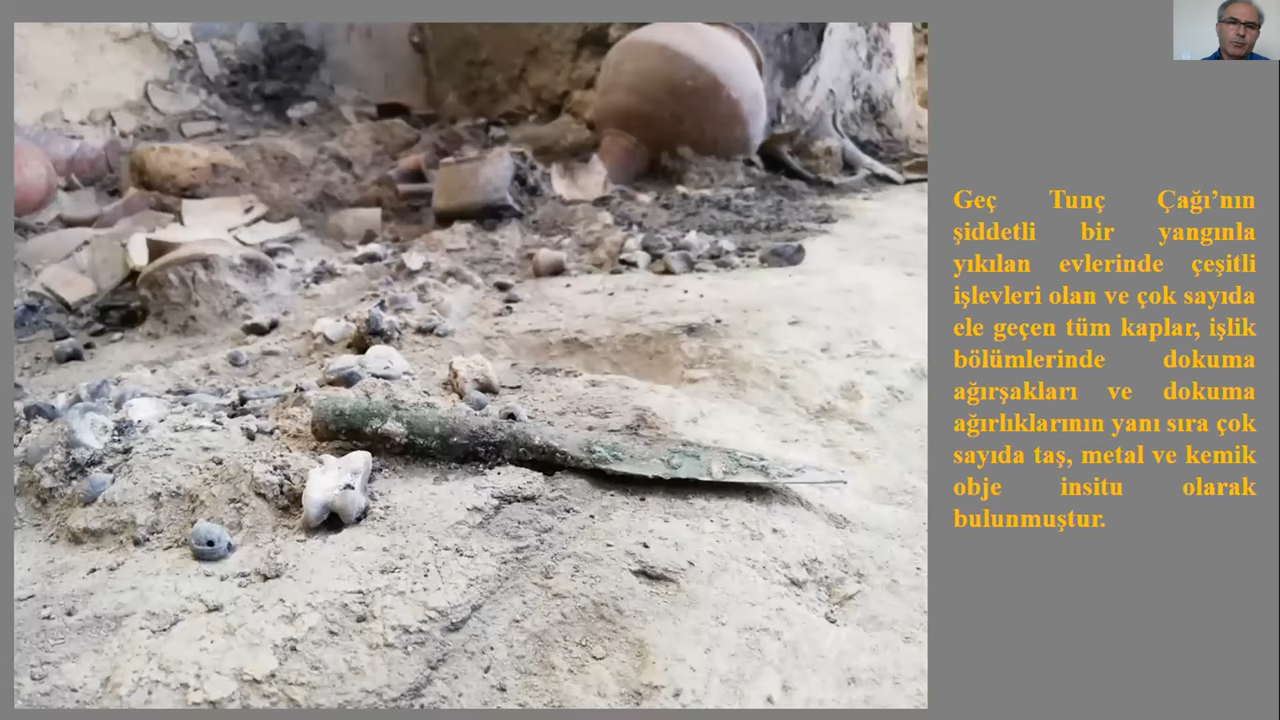 Geç Tunç Çağı’nın
şiddetli bir yangınla
yıkılan evlerinde çeşitli
işlevleri olan ve çok sayıda
ele geçen tüm kaplar, işlik
bölümlerinde dokuma
ağırşakları ve dokuma
ağırlıklarının yanı sıra çok
sayıda taş, metal ve kemik
obje insitu olarak
bulunmuştur.